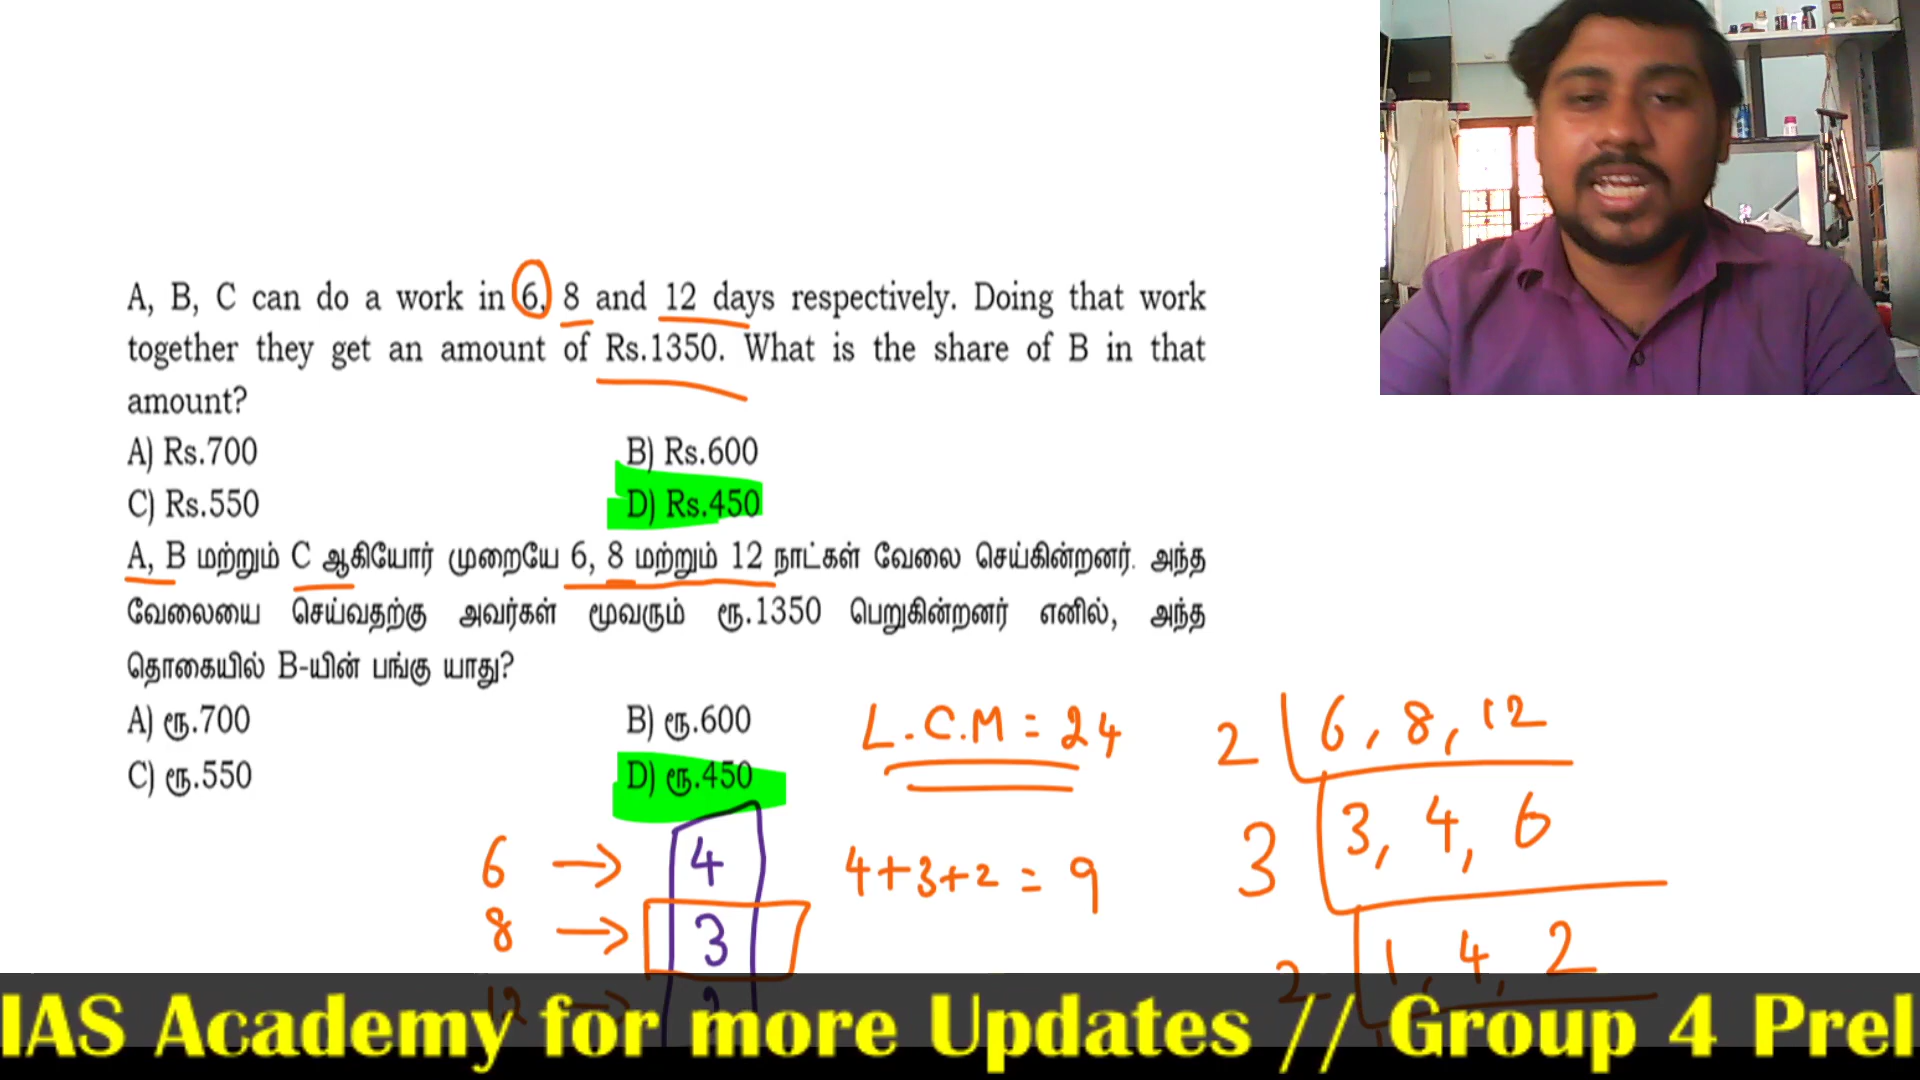 A, B, C can do a work in 6, 8 and 12 days respectively. Doing that work
together they get an amount of Rs.1350. What is the share of B in that
amount?
A) Rs.700 B) Rs.600
C) Rs.550 D) Rs.450
A, B மற்றும் C ஆகியோர் முறையே 6, 8 மற்றும் 12 நாட்கள் வேலை செய்கின்றனர். அந்த
வேலையை செய்வதற்கு அவர்கள் மூவரும் ரூ.1350 பெறுகின்றனர் எனில், அந்த
தொகையில் B-யின் பங்கு யாது?
A) ரூ.700 B) ரூ.600
C) ரூ.550 D) ரூ.450
L.C.M = 24
2 6, 8, 12
3 3, 4, 6
2 1, 4, 2
6 → 4
8 → 3
12 → 2
4+3+2 = 9
IAS Academy for more Updates // Group 4 Prel